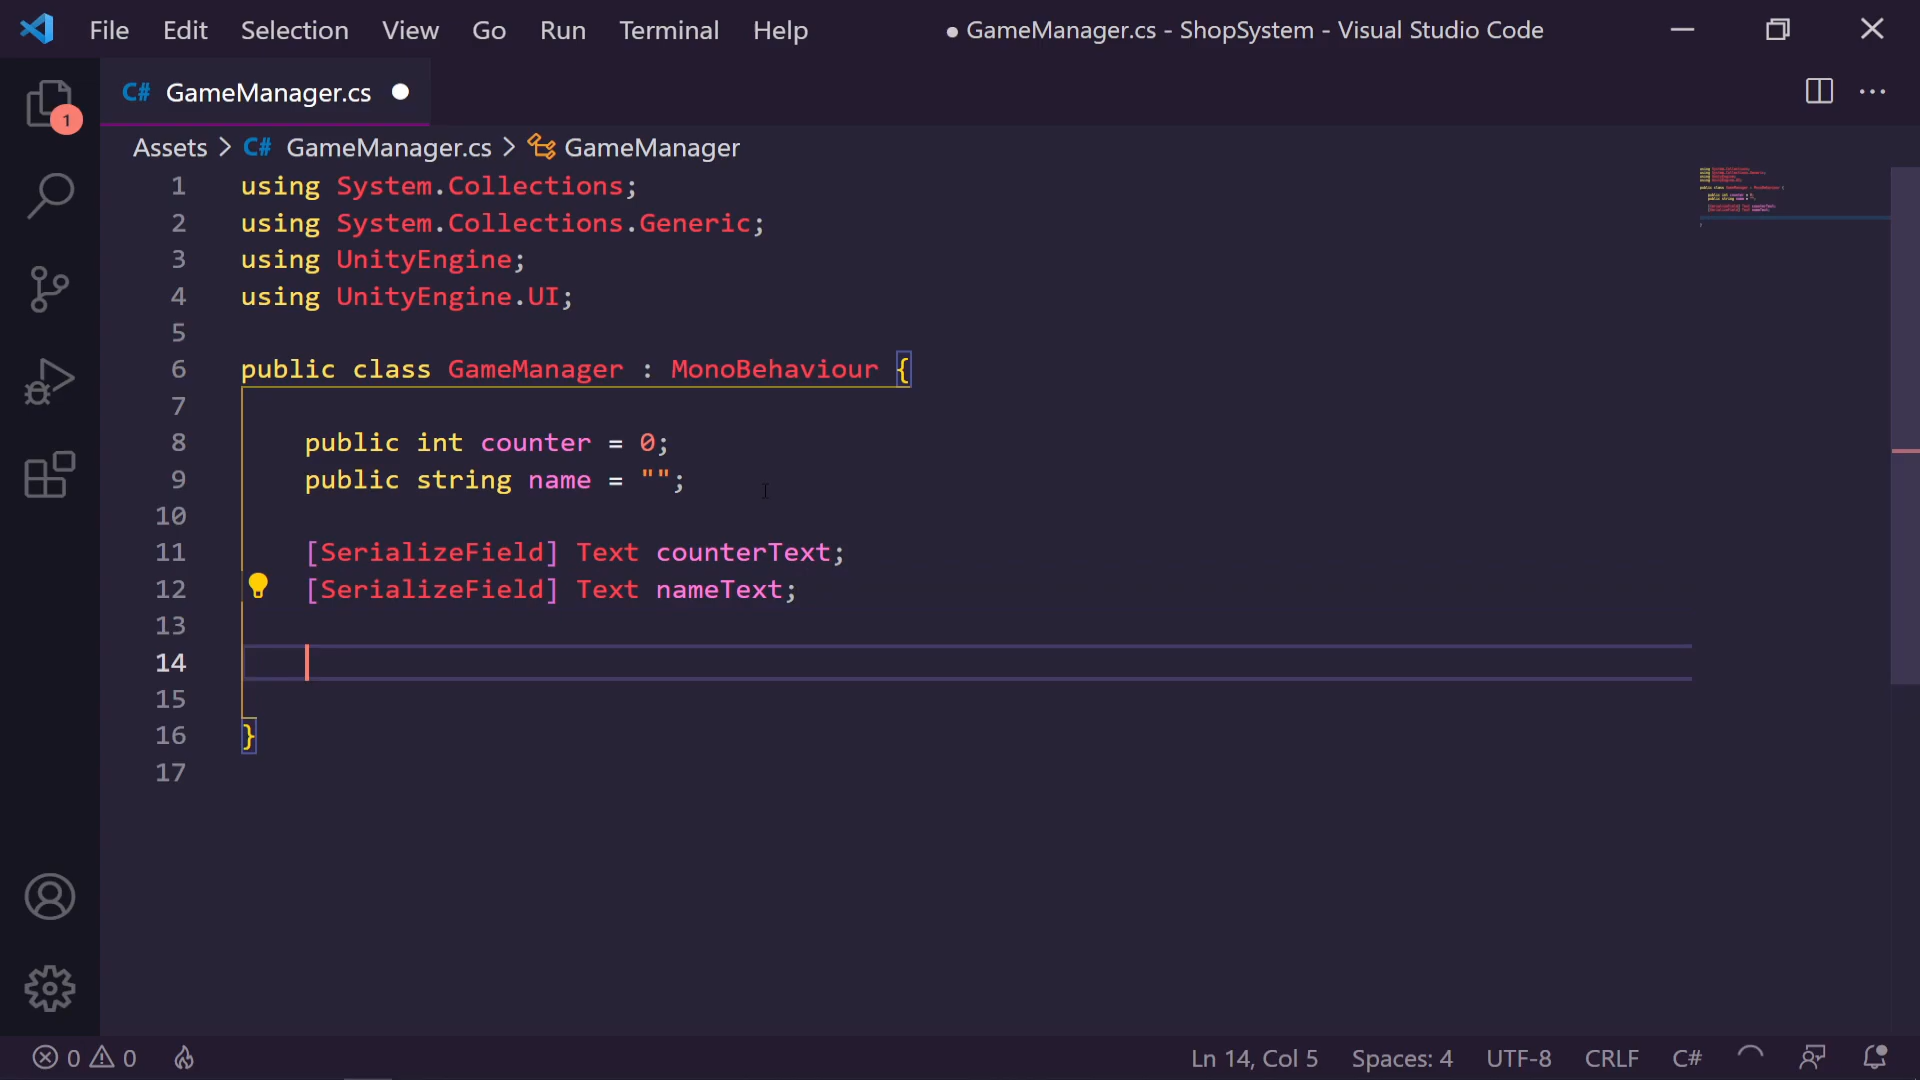 File Edit Selection View Go Run Terminal Help ● GameManager.cs - ShopSystem - Visual Studio Code
C# GameManager.cs ●
1
Assets > C# GameManager.cs > GameManager
1 using System.Collections;
2 using System.Collections.Generic;
3 using UnityEngine;
4 using UnityEngine.UI;
5
6 public class GameManager : MonoBehaviour {
7
8 public int counter = 0;
9 public string name = "";
10
11 [SerializeField] Text counterText;
12 [SerializeField] Text nameText;
13
14
15
16 }
17
0 0 Ln 14, Col 5 Spaces: 4 UTF-8 CRLF C#